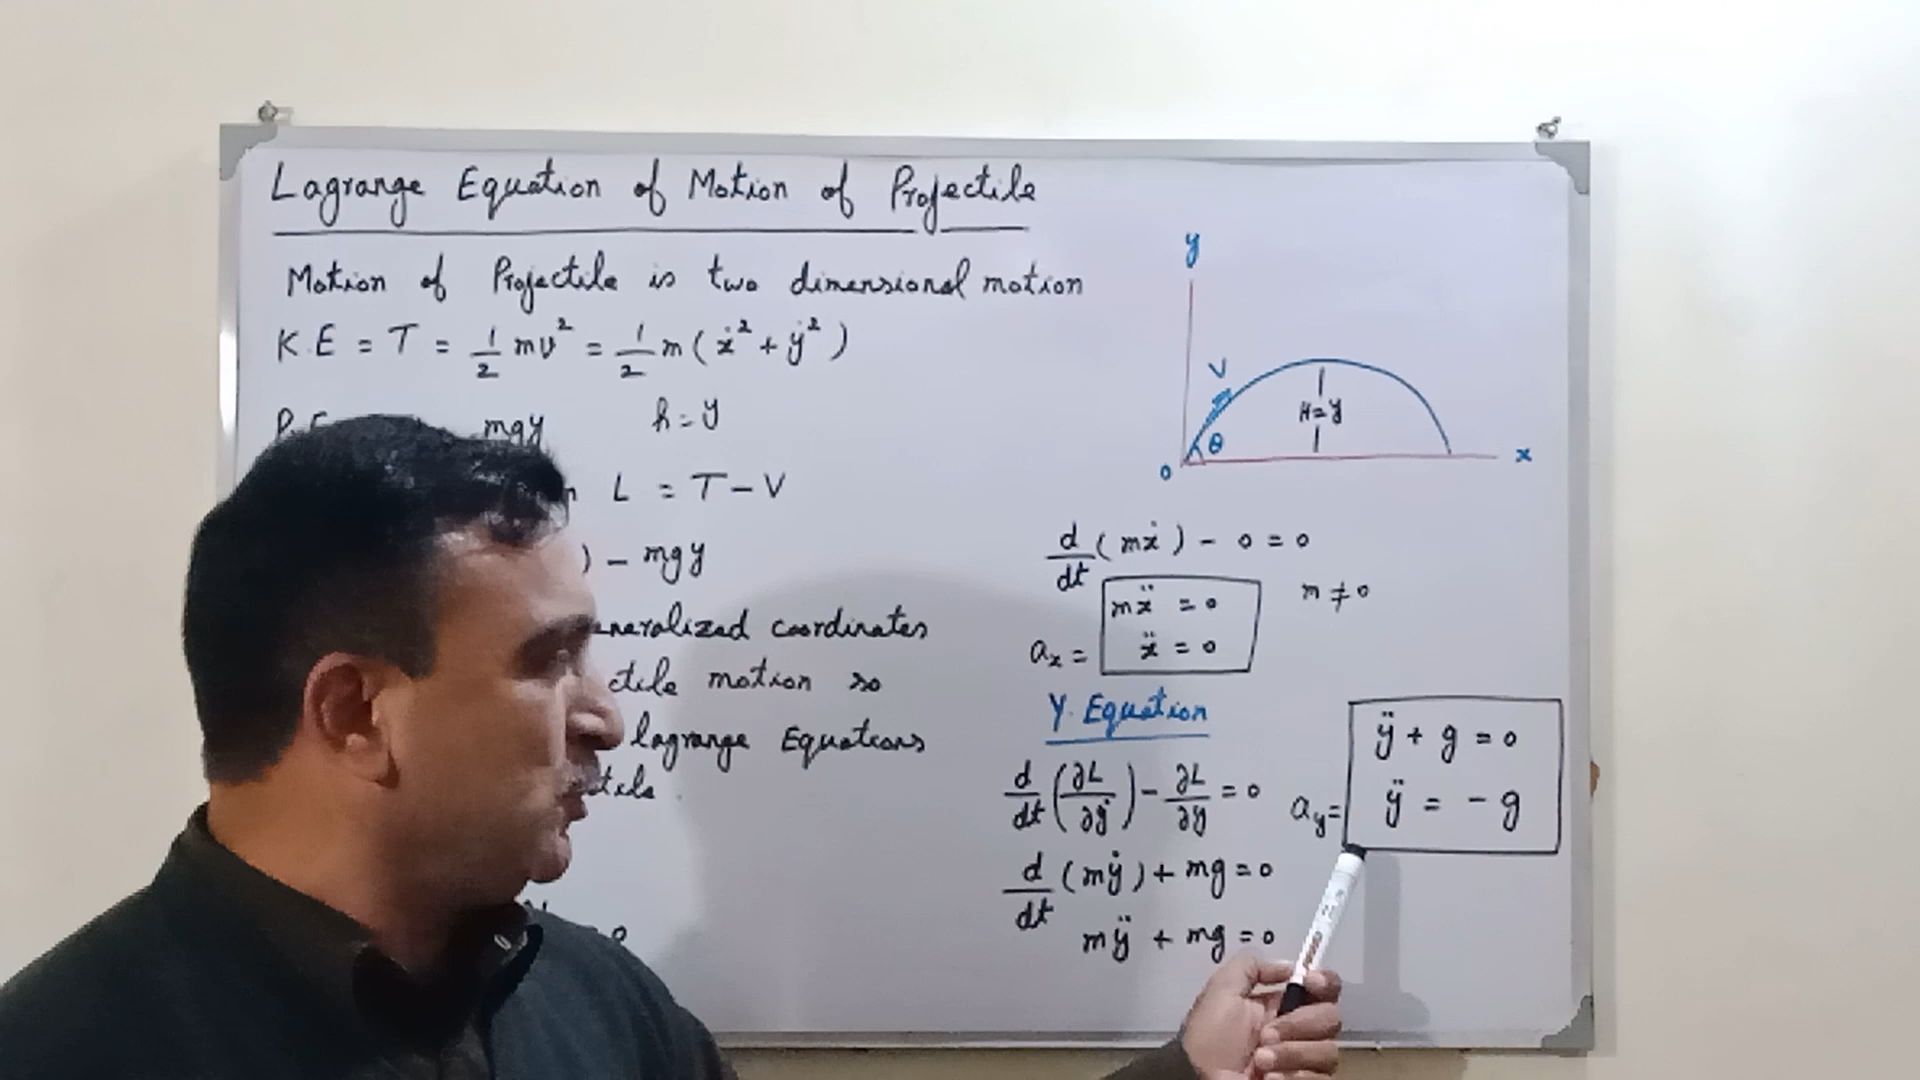 Lagrange Equation of Motion of Projectile
Motion of Projectile is two dimensional motion
K.E = T = 1/2 mv² = 1/2 m(ẋ² + ẏ²)
mgy h = y
L = T - V
) - mgy
coordinates
motion so
lagrange Equations
y
V
H=y
θ
0
x
d/dt (mẋ) - 0 = 0
mẍ = 0 m ≠ 0
aₓ = ẍ = 0
Y. Equation
d/dt (∂L/∂ẏ) - ∂L/∂y = 0
d/dt (mẏ) + mg = 0
mÿ + mg = 0
ÿ + g = 0
a_y = ÿ = - g